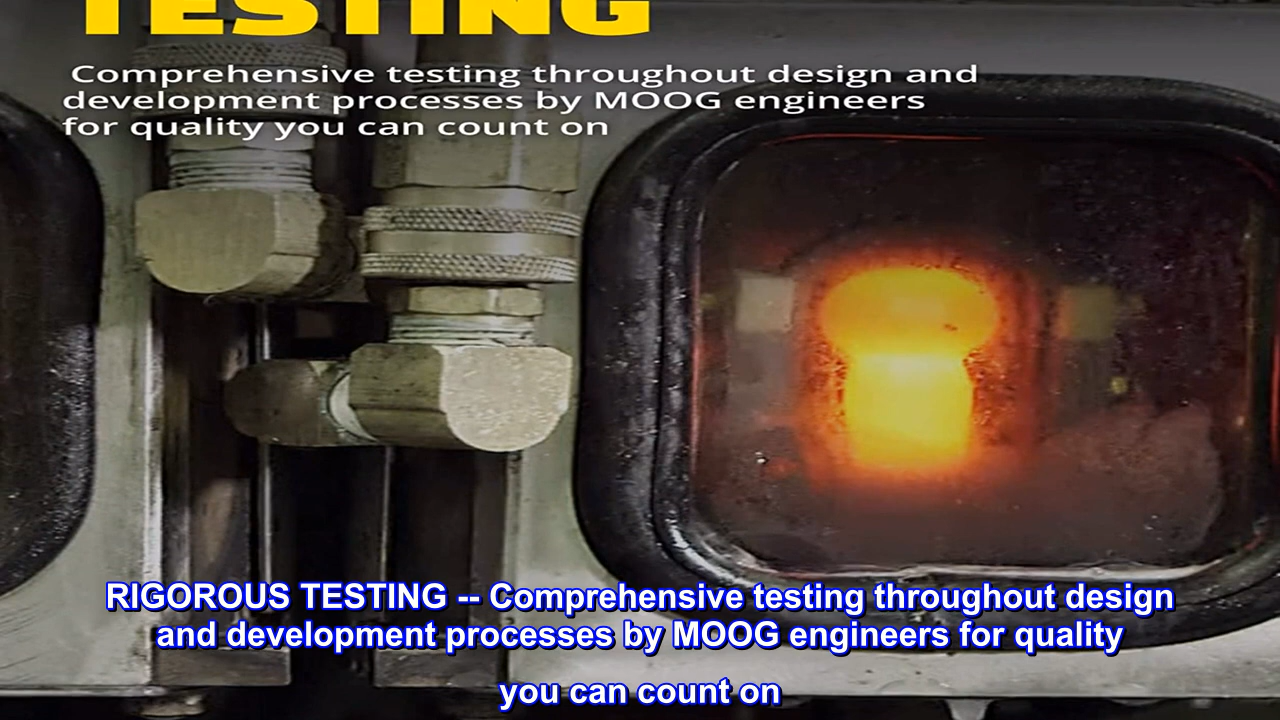 TESTING
Comprehensive testing throughout design and
development processes by MOOG engineers
for quality you can count on
RIGOROUS TESTING -- Comprehensive testing throughout design
and development processes by MOOG engineers for quality
you can count on